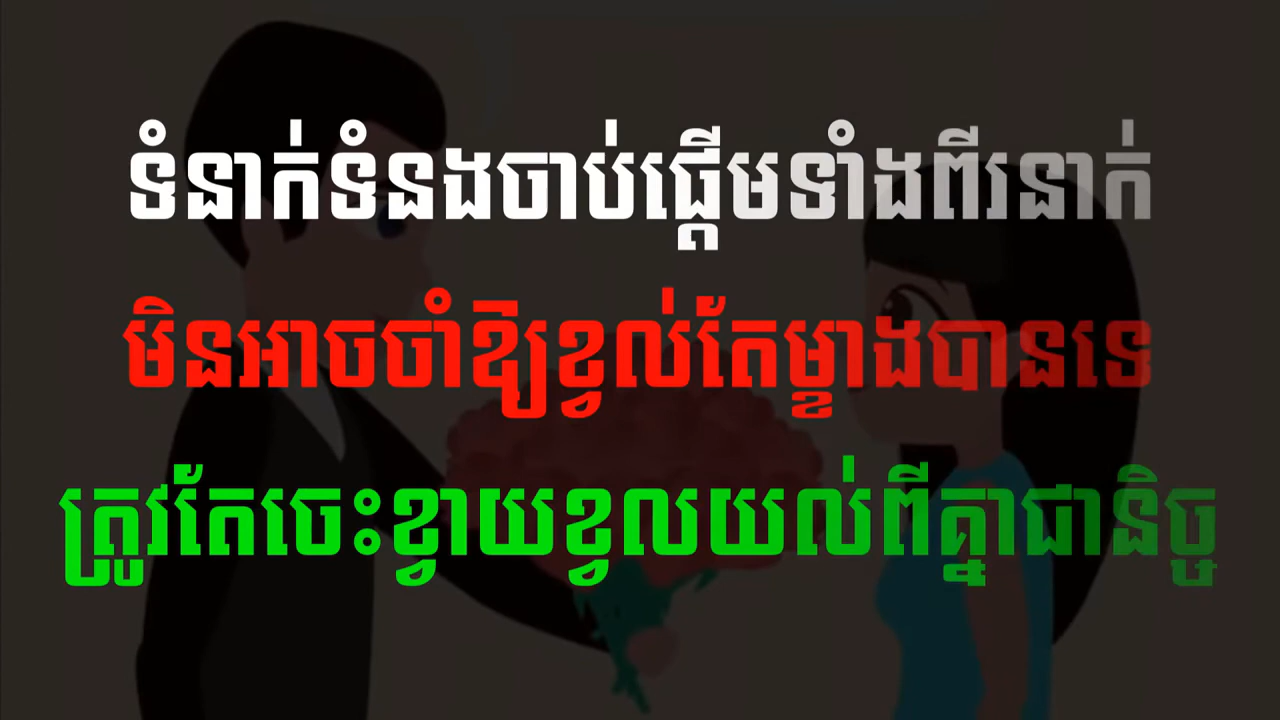 ទំនាក់ទំនងចាប់ផ្ដើមទាំងពីរនាក់
មិនអាចចាំឱ្យខ្វល់តែម្ខាងបានទេ
ត្រូវតែចេះខ្វាយខ្វលយល់ពីគ្នាជានិច្ច